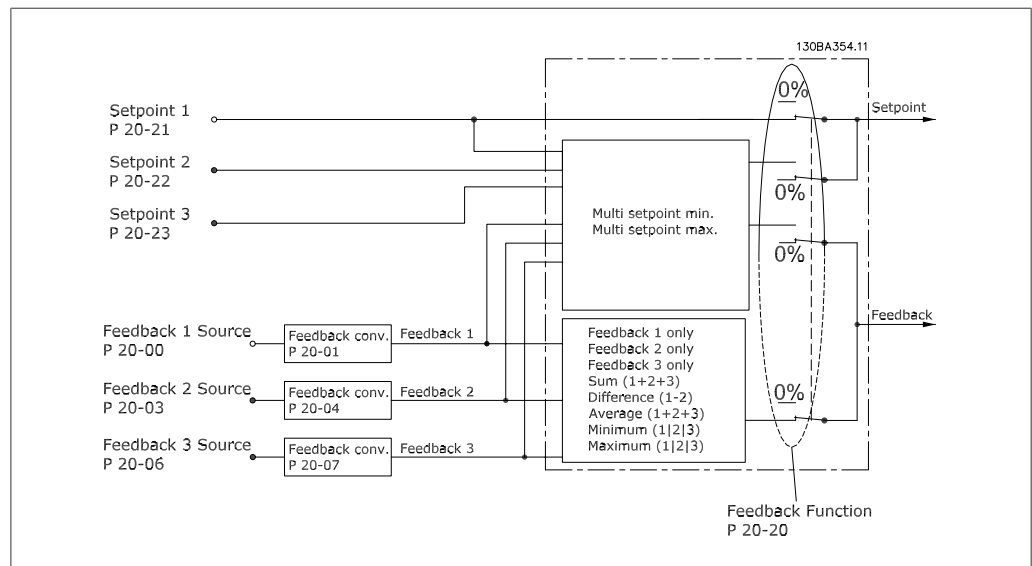 130BA354.11
Setpoint 1
P 20-21
Setpoint 2
P 20-22
Setpoint 3
P 20-23
0%
Setpoint
0%
Multi setpoint min.
Multi setpoint max.
0%
Feedback
Feedback 1 Source
P 20-00
Feedback conv.
P 20-01
Feedback 1
Feedback 2 Source
P 20-03
Feedback conv.
P 20-04
Feedback 2
Feedback 3 Source
P 20-06
Feedback conv.
P 20-07
Feedback 3
Feedback 1 only
Feedback 2 only
Feedback 3 only
Sum (1+2+3)
Difference (1-2)
Average (1+2+3)
Minimum (1|2|3)
Maximum (1|2|3)
0%
Feedback Function
P 20-20